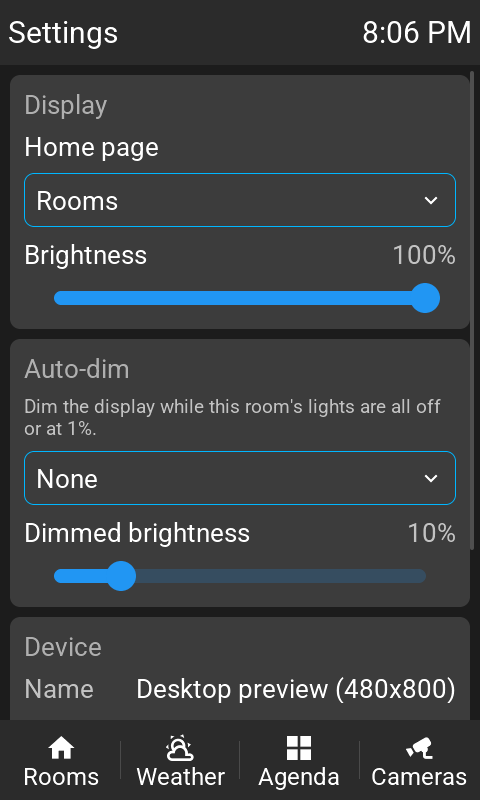 Settings 8:06 PM
Display
Home page
Rooms
Brightness 100%
Auto-dim
Dim the display while this room's lights are all off
or at 1%.
None
Dimmed brightness 10%
Device
Name Desktop preview (480x800)
Rooms Weather Agenda Cameras